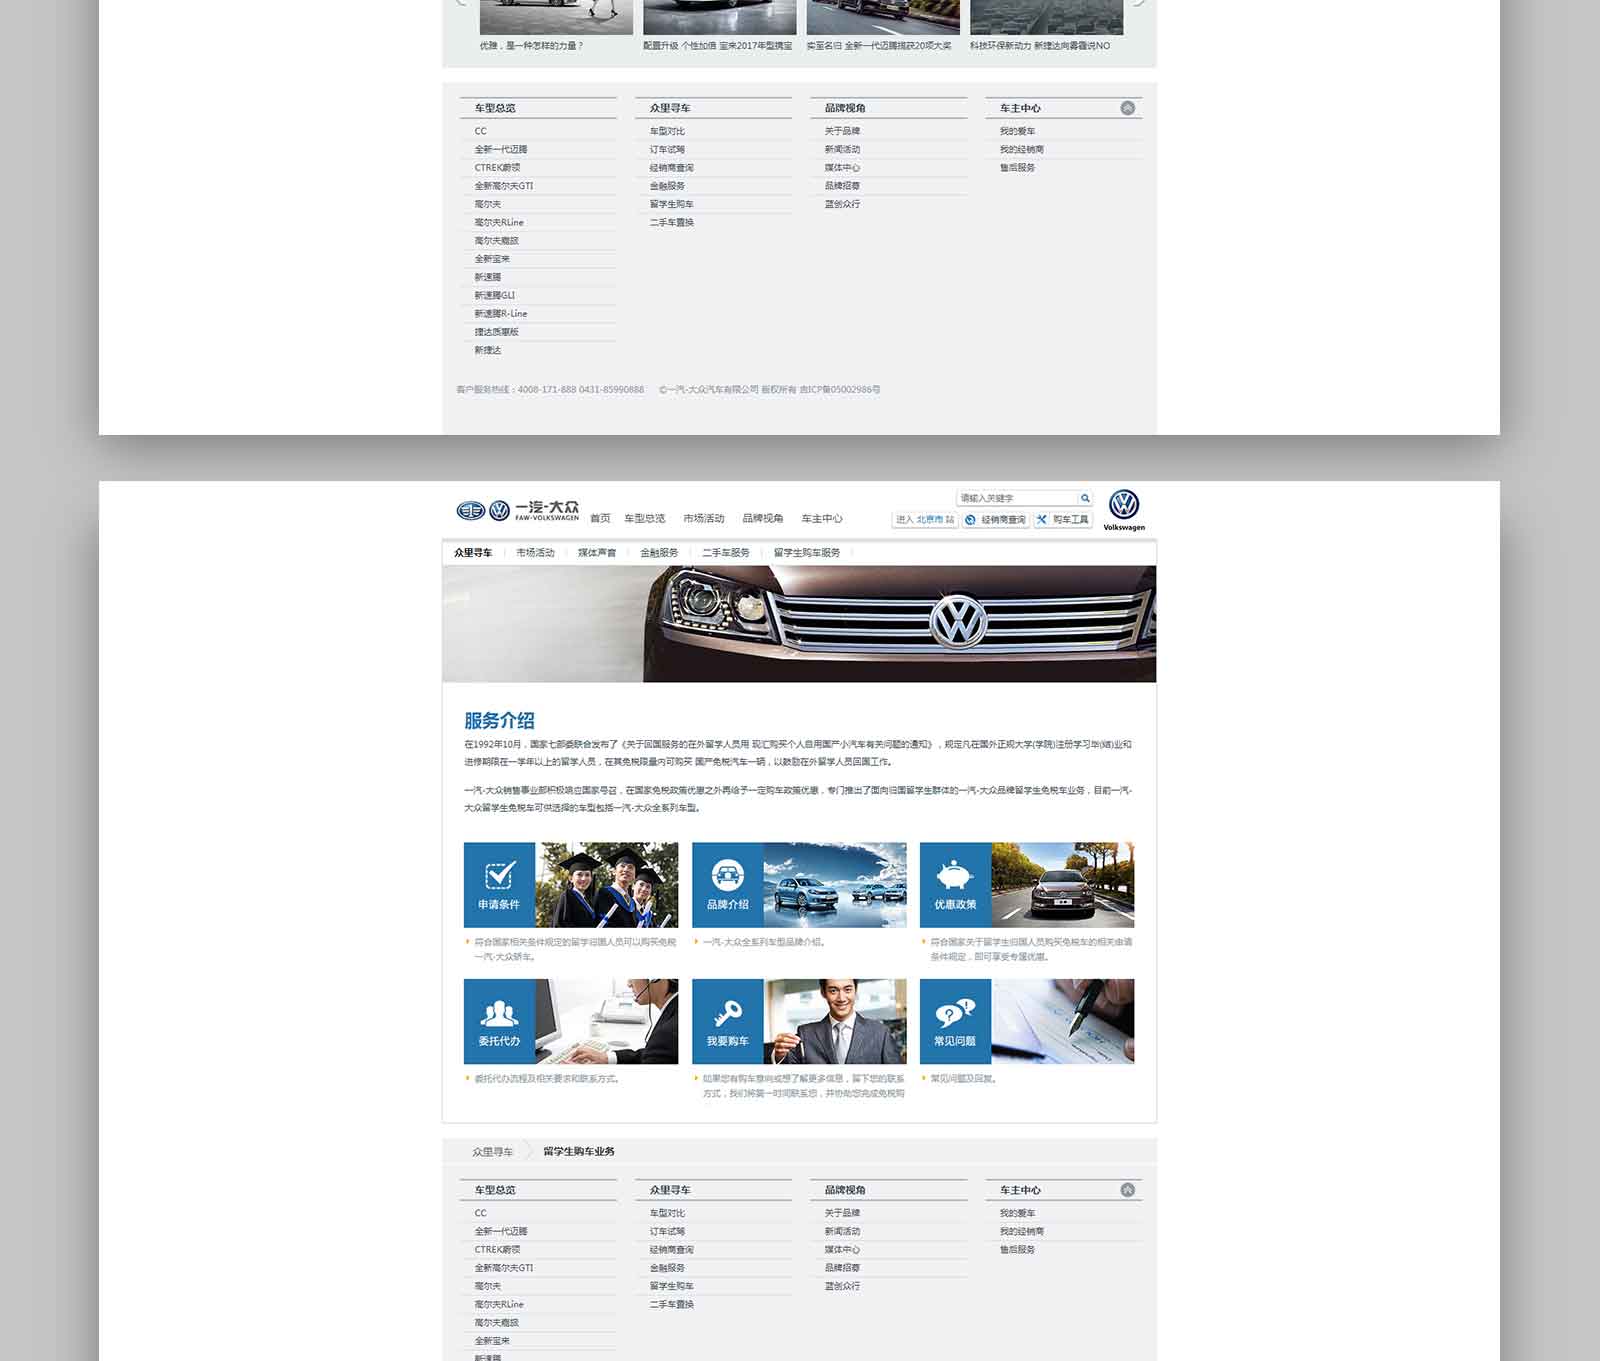 优雅，是一种怎样的力量？
配置升级 个性加倍 宝来2017年型携宝
实至名归 全新一代迈腾揽获20项大奖
科技环保新动力 新捷达向雾霾说NO
车型总览
CC
全新一代迈腾
CTREK蔚领
全新高尔夫GTI
高尔夫
高尔夫RLine
高尔夫嘉旅
全新宝来
新速腾
新速腾GLI
新速腾R-Line
捷达质惠版
新捷达
众里寻车
车型对比
订车试驾
经销商查询
金融服务
留学生购车
二手车置换
品牌视角
关于品牌
新闻活动
媒体中心
品牌招募
蓝创众行
车主中心
我的爱车
我的经销商
售后服务
客户服务热线：4008-171-888 0431-85990888 ©一汽-大众汽车有限公司 版权所有 吉ICP备05002986号
一汽-大众
FAW-VOLKSWAGEN
首页 车型总览 市场活动 品牌视角 车主中心
请输入关键字
进入 北京市 站 经销商查询 购车工具
Volkswagen
众里寻车 市场活动 媒体声音 金融服务 二手车服务 留学生购车服务
服务介绍
在1992年10月，国家七部委联合发布了《关于回国服务的在外留学人员用 现汇购买个人自用国产小汽车有关问题的通知》，规定凡在国外正规大学(学院)注册学习毕(结)业和
进修期限在一学年以上的留学人员，在其免税限量内可购买 国产免税汽车一辆，以鼓励在外留学人员回国工作。
一汽-大众销售事业部积极响应国家号召，在国家免税政策优惠之外再给予一定购车政策优惠，专门推出了面向归国留学生群体的一汽-大众品牌留学生免税车业务，目前一汽-
大众留学生免税车可供选择的车型包括一汽-大众全系列车型。
申请条件
符合国家相关条件规定的留学归国人员可以购买免税
一汽-大众轿车。
品牌介绍
一汽-大众全系列车型品牌介绍。
优惠政策
符合国家关于留学生归国人员购买免税车的相关申请
条件规定，即可享受专属优惠。
委托代办
委托代办流程及相关要求和联系方式。
我要购车
如果您有购车意向或想了解更多信息，留下您的联系
方式，我们将第一时间联系您，并协助您完成免税购
常见问题
常见问题及回复。
众里寻车 留学生购车业务
车型总览
CC
全新一代迈腾
CTREK蔚领
全新高尔夫GTI
高尔夫
高尔夫RLine
高尔夫嘉旅
全新宝来
新速腾
众里寻车
车型对比
订车试驾
经销商查询
金融服务
留学生购车
二手车置换
品牌视角
关于品牌
新闻活动
媒体中心
品牌招募
蓝创众行
车主中心
我的爱车
我的经销商
售后服务